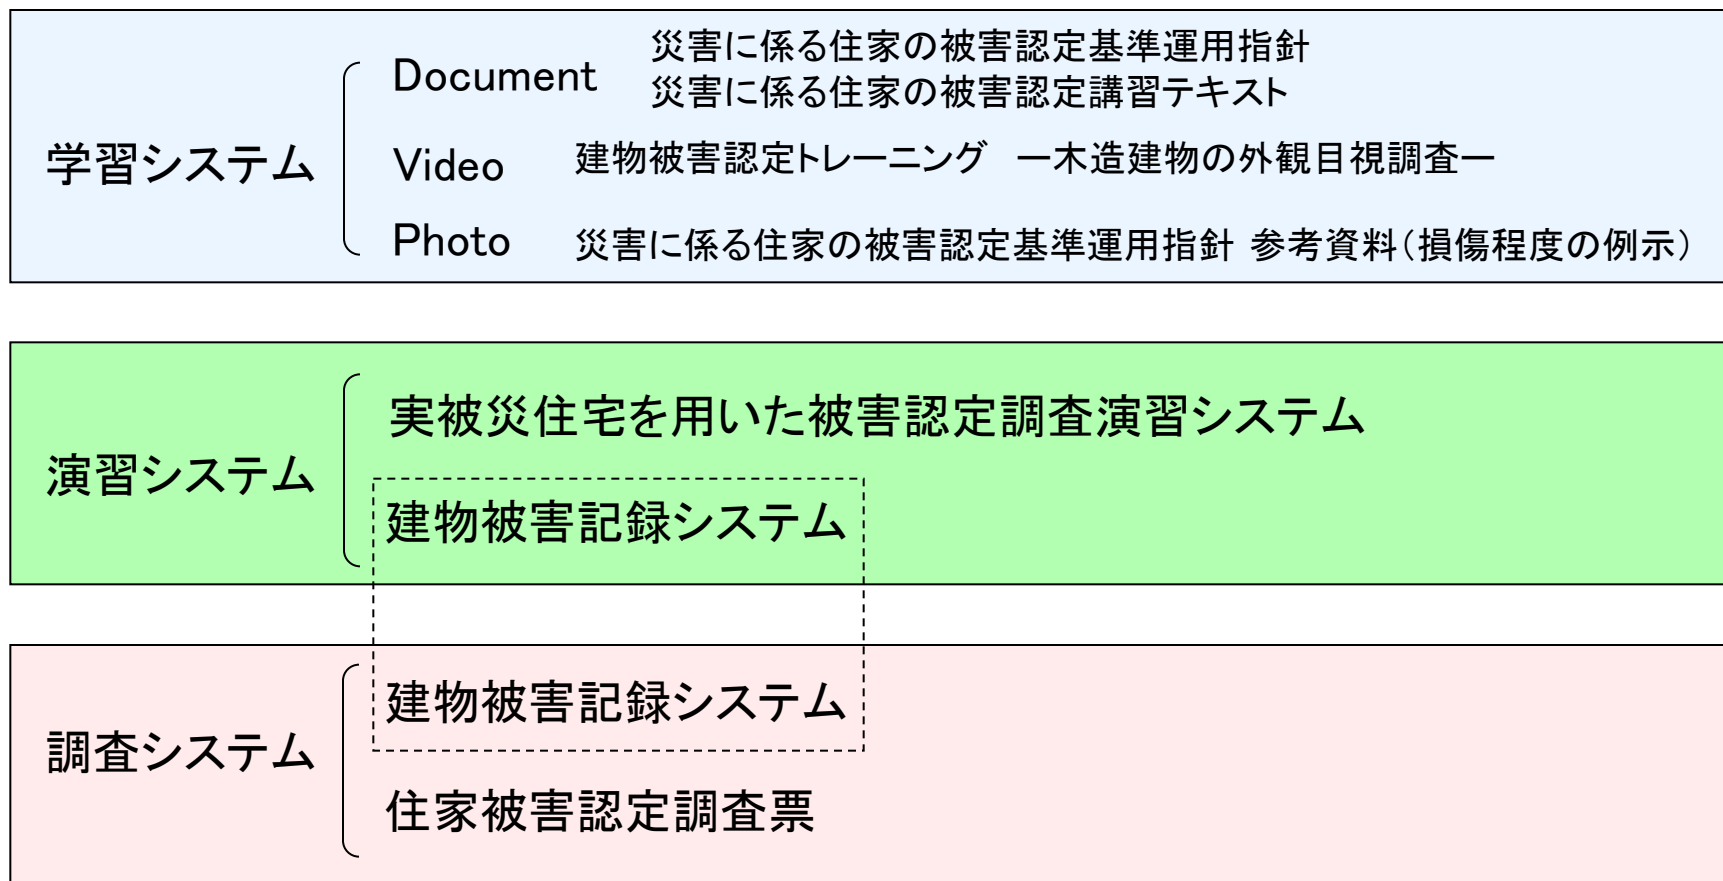 学習システム
Document
災害に係る住家の被害認定基準運用指針
災害に係る住家の被害認定講習テキスト
Video
建物被害認定トレーニング　―木造建物の外観目視調査―
Photo
災害に係る住家の被害認定基準運用指針 参考資料(損傷程度の例示)
演習システム
実被災住宅を用いた被害認定調査演習システム
建物被害記録システム
調査システム
建物被害記録システム
住家被害認定調査票